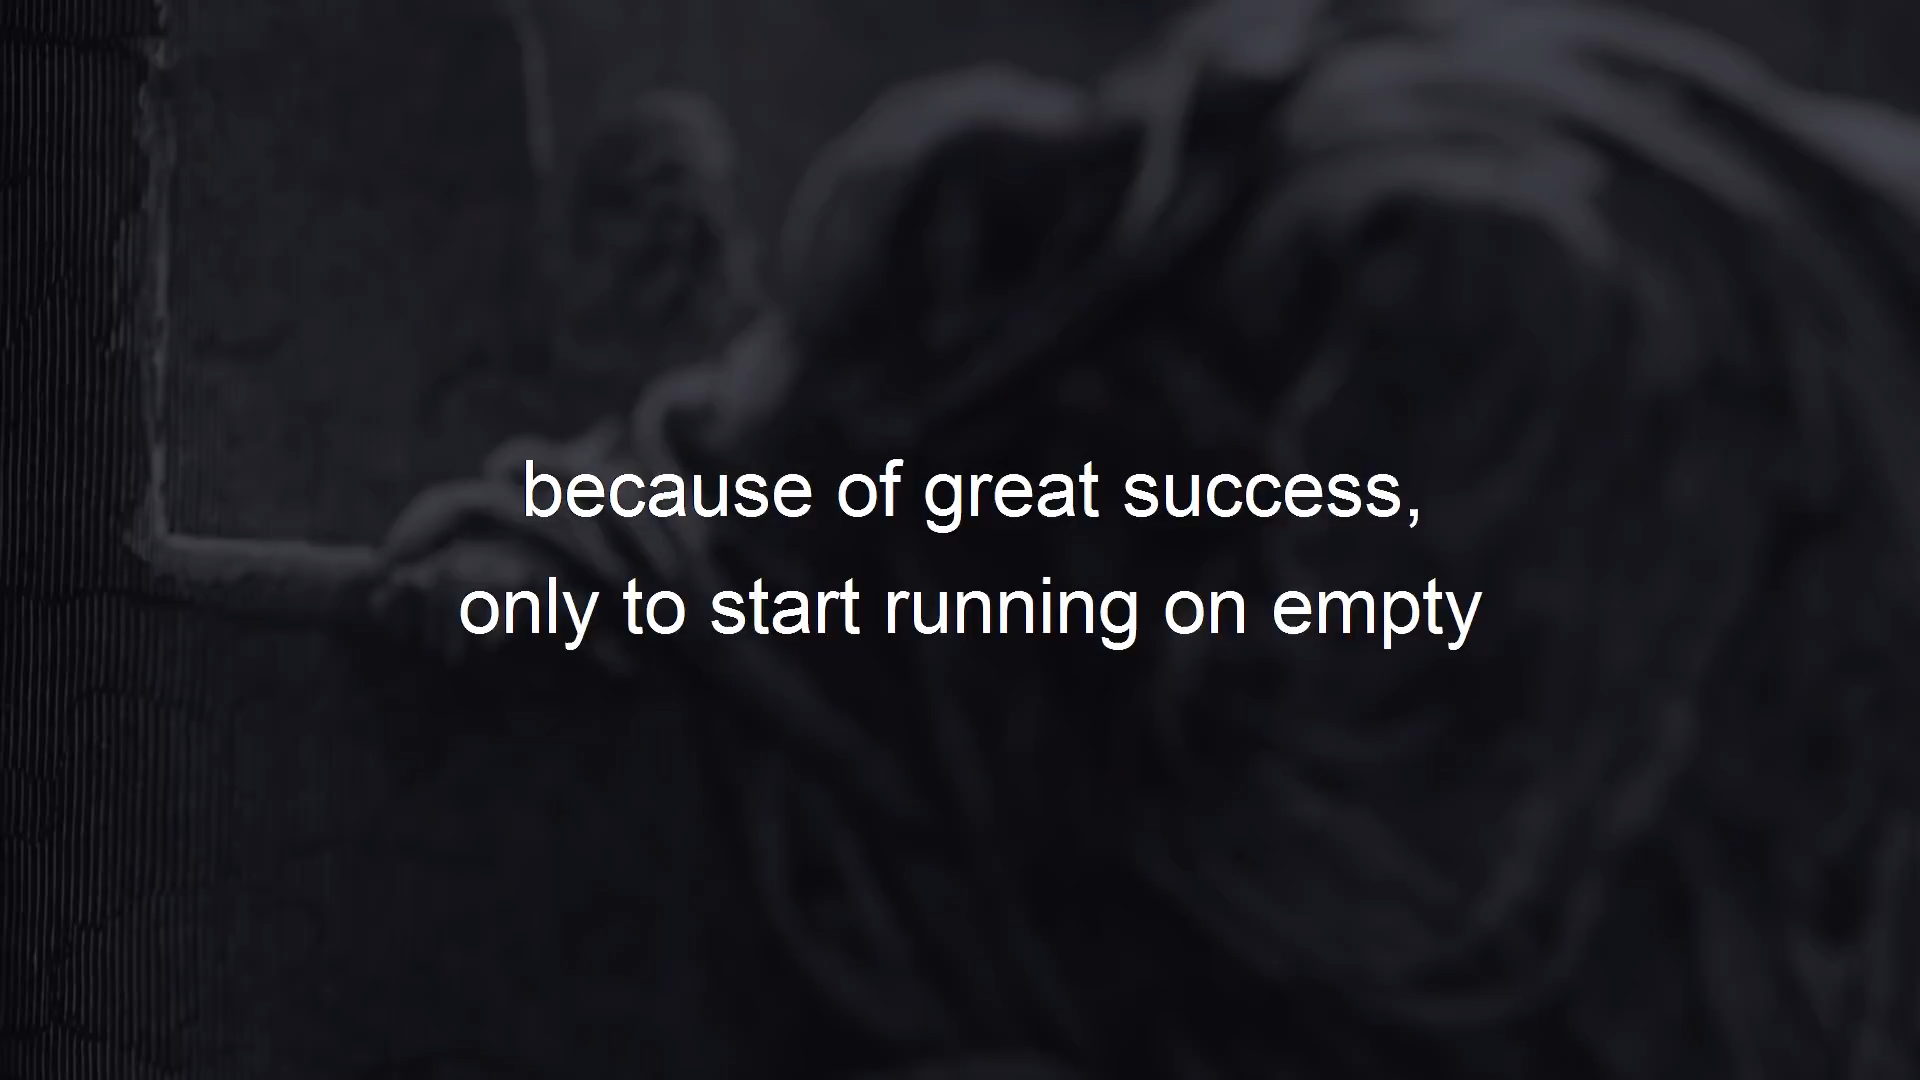 because of great success,
only to start running on empty